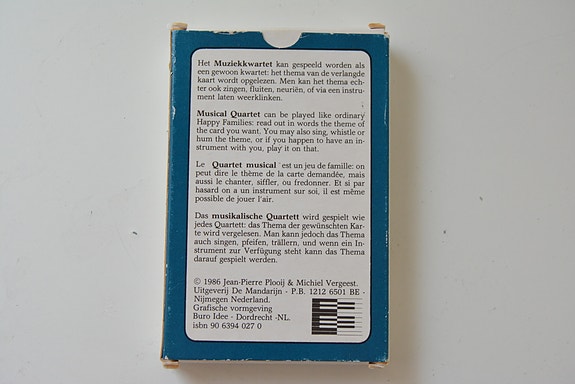 Het Muziekkwartet kan gespeeld worden als
een gewoon kwartet: het thema van de verlangde
kaart wordt opgelezen. Men kan het thema ech-
ter ook zingen, fluiten, neuriën, of via een instru-
ment laten weerklinken.
Musical Quartet can be played like ordinary
Happy Families: read out in words the theme of
the card you want. You may also sing, whistle or
hum the theme, or if you happen to have an in-
strument with you, play it on that.
Le Quartet musical est un jeu de famille: on
peut dire le thème de la carte demandée, mais
aussi le chanter, siffler, ou fredonner. Et si par
hasard on a un instrument sur soi, il est même
possible de jouer l'air.
Das musikalische Quartett wird gespielt wie
jedes Quartett: das Thema der gewünschten Kar-
te wird vergelesen. Man kann jedoch das Thema
auch singen, pfeifen, trällern, und wenn ein In-
strument zur Verfügung steht kann das Thema
darauf gespielt werden.
© 1986 Jean-Pierre Plooij & Michiel Vergeest.
Uitgeverij De Mandarijn - P.B. 1212 6501 BE -
Nijmegen Nederland.
Grafische vormgeving
Buro Idee - Dordrecht -NL.
isbn 90 6394 027 0